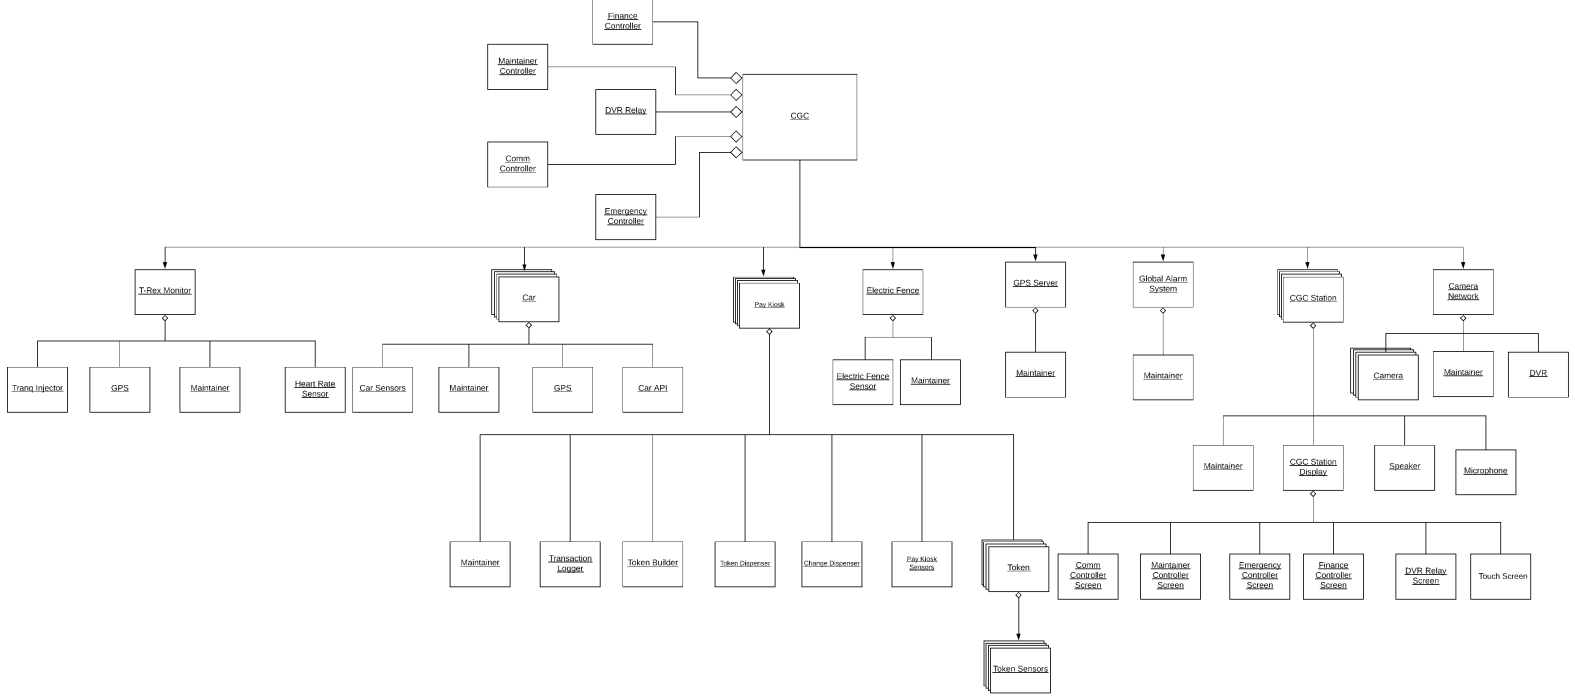 Finance
Controller
Maintainer
Controller
DVR Relay
CGC
Comm
Controller
Emergency
Controller
T-Rex Monitor
Car
Pay Kiosk
Electric Fence
GPS Server
Global Alarm
System
CGC Station
Camera
Network
Tranq Injector
GPS
Maintainer
Heart Rate
Sensor
Car Sensors
Maintainer
GPS
Car API
Electric Fence
Sensor
Maintainer
Maintainer
Maintainer
Camera
Maintainer
DVR
Maintainer
CGC Station
Display
Speaker
Microphone
Maintainer
Transaction
Logger
Token Builder
Token Dispenser
Change Dispenser
Pay Kiosk
Sensors
Token
Comm
Controller
Screen
Maintainer
Controller
Screen
Emergency
Controller
Screen
Finance
Controller
Screen
DVR Relay
Screen
Touch Screen
Token Sensors